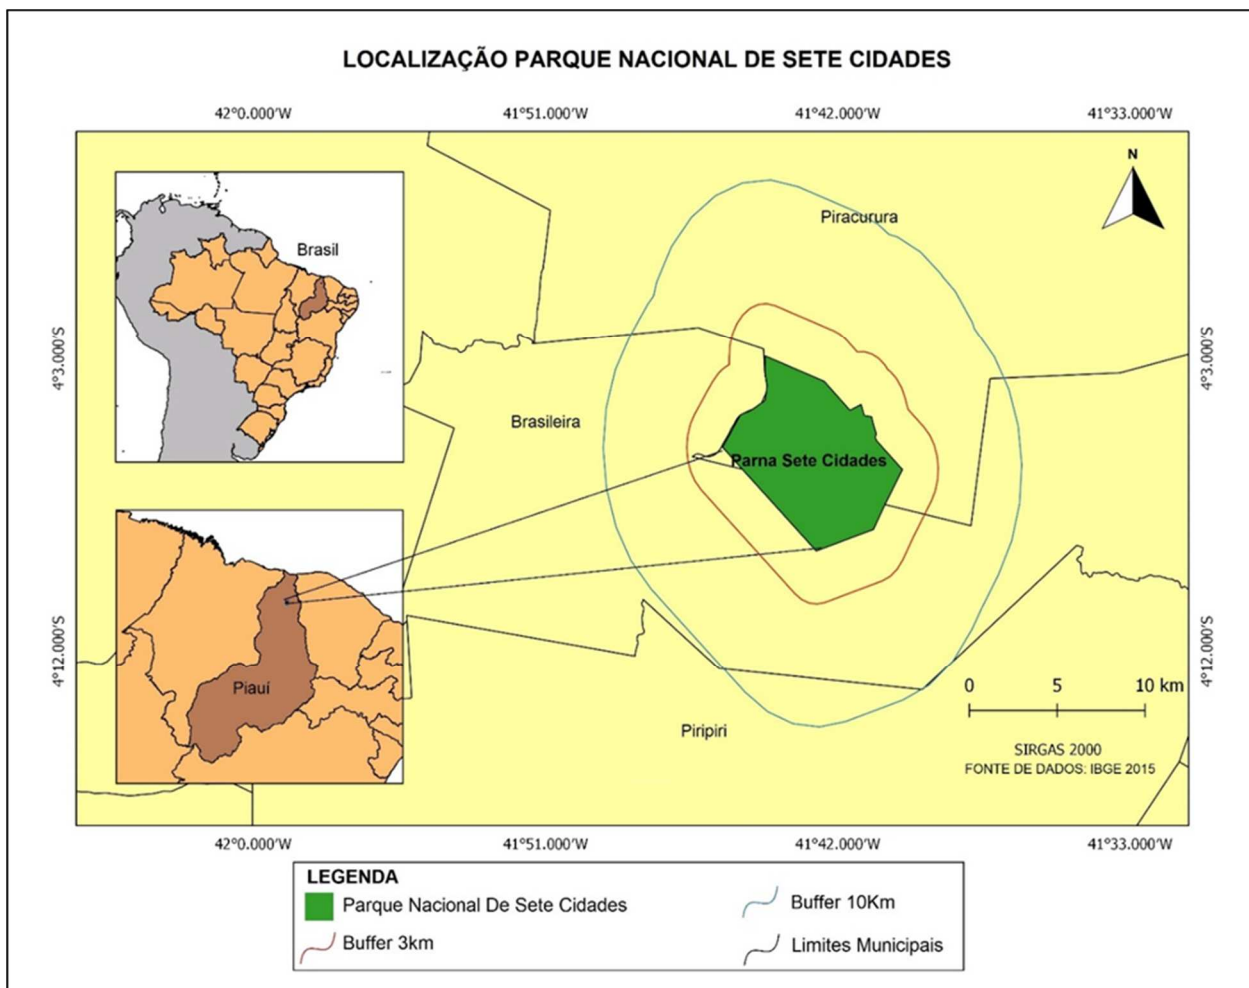 LOCALIZAÇÃO PARQUE NACIONAL DE SETE CIDADES
42°0.000'W 41°51.000'W 41°42.000'W 41°33.000'W
N
Piracurura
Brasil
4°3.000'S 4°3.000'S
Brasileira
Parna Sete Cidades
4°12.000'S 4°12.000'S
Piauí
0 5 10 km
Piripiri
SIRGAS 2000
FONTE DE DADOS: IBGE 2015
42°0.000'W 41°51.000'W 41°42.000'W 41°33.000'W
LEGENDA
Parque Nacional De Sete Cidades
Buffer 10Km
Buffer 3km
Limites Municipais